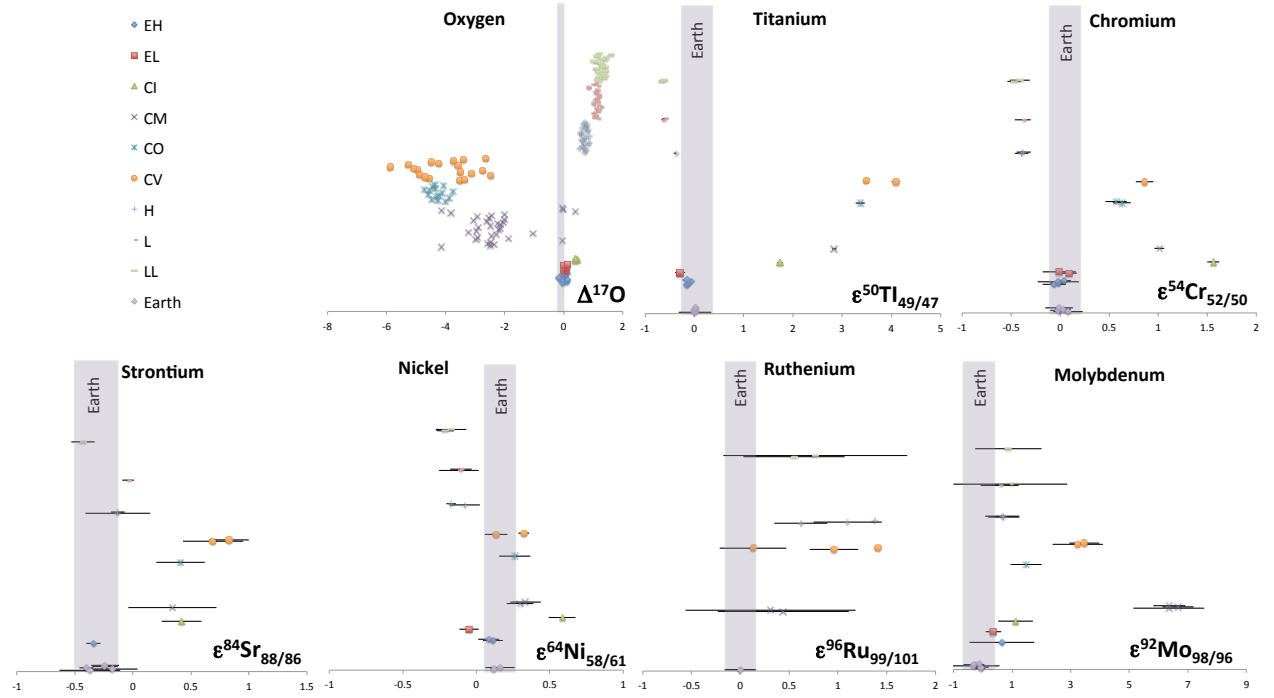 EH
EL
CI
CM
CO
CV
H
L
LL
Earth
Oxygen
Δ17O
-8 -6 -4 -2 0 2
Titanium
ε50TI49/47
-1 0 1 2 3 4 5
Earth
Chromium
ε54Cr52/50
-1 -0.5 0 0.5 1 1.5 2
Earth
Strontium
ε84Sr88/86
-1 -0.5 0 0.5 1 1.5
Nickel
Earth
ε64Ni58/61
-1 -0.5 0 0.5 1
Earth
Ruthenium
ε96Ru99/101
-1 -0.5 0 0.5 1 1.5 2
Earth
Molybdenum
ε92Mo98/96
-1 1 3 5 7 9